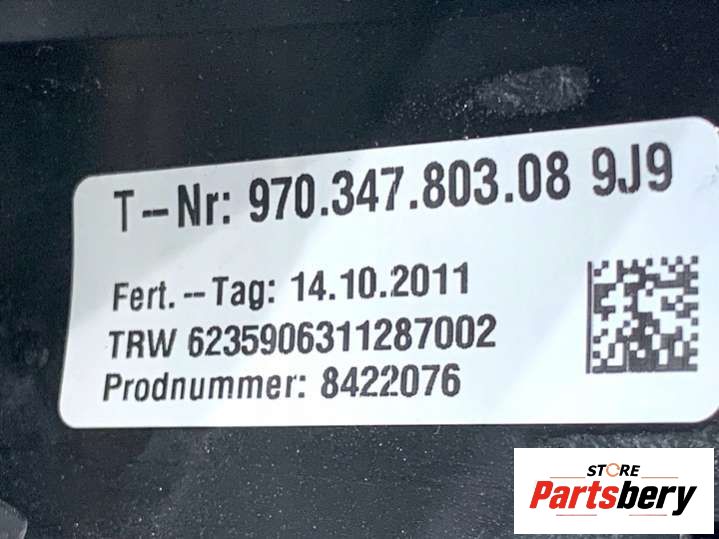 T-Nr: 970.347.803.08 9J9
Fert.-Tag: 14.10.2011
TRW 6235906311287002
Prodnummer: 8422076
STORE
Partsbery